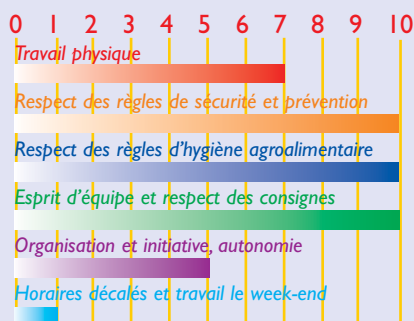 0 1 2 3 4 5 6 7 8 9 10
Travail physique
Respect des règles de sécurité et prévention
Respect des règles d'hygiène agroalimentaire
Esprit d'équipe et respect des consignes
Organisation et initiative, autonomie
Horaires décalés et travail le week-end